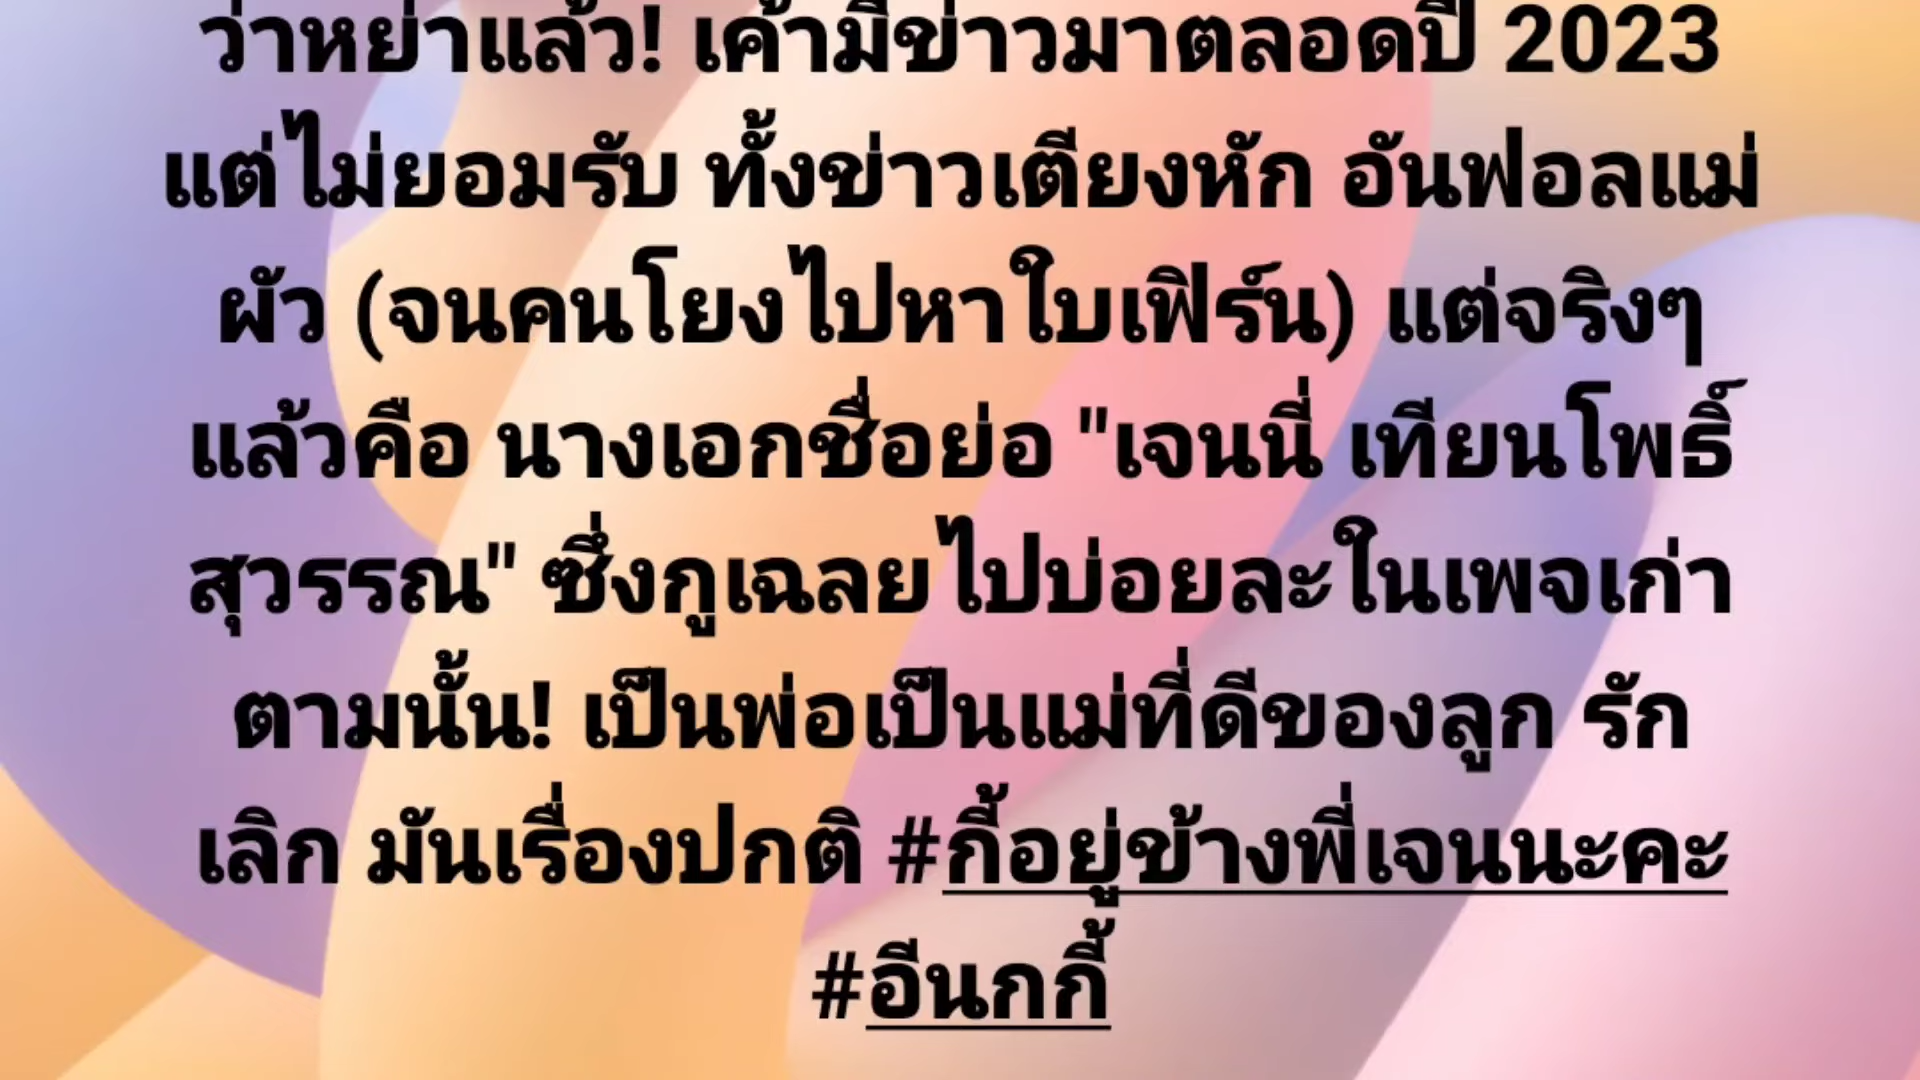 ว่าหย่าแล้ว! เค้ามีข่าวมาตลอดปี 2023
แต่ไม่ยอมรับ ทั้งข่าวเตียงหัก อันฟอลแม่
ผัว (จนคนโยงไปหาใบเฟิร์น) แต่จริงๆ
แล้วคือ นางเอกชื่อย่อ "เจนนี่ เทียนโพธิ์
สุวรรณ" ซึ่งกูเฉลยไปบ่อยละในเพจเก่า
ตามนั้น! เป็นพ่อเป็นแม่ที่ดีของลูก รัก
เลิก มันเรื่องปกติ #กี้อยู่ข้างพี่เจนนะคะ
#อีนกกี้